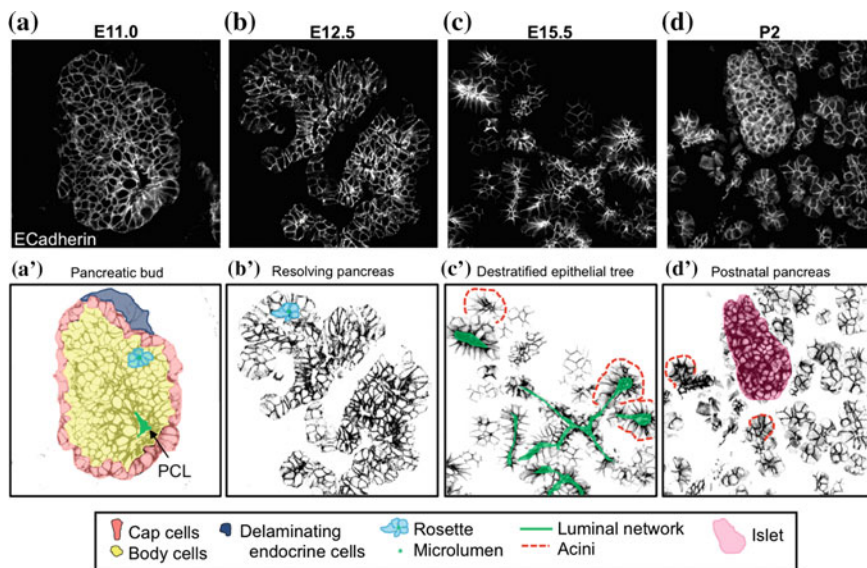 (a) E11.0
(b) E12.5
(c) E15.5
(d) P2
ECadherin
(a') Pancreatic bud
(b') Resolving pancreas
(c') Destratified epithelial tree
(d') Postnatal pancreas
PCL
Cap cells
Body cells
Delaminating
endocrine cells
Rosette
Microlumen
Luminal network
Acini
Islet